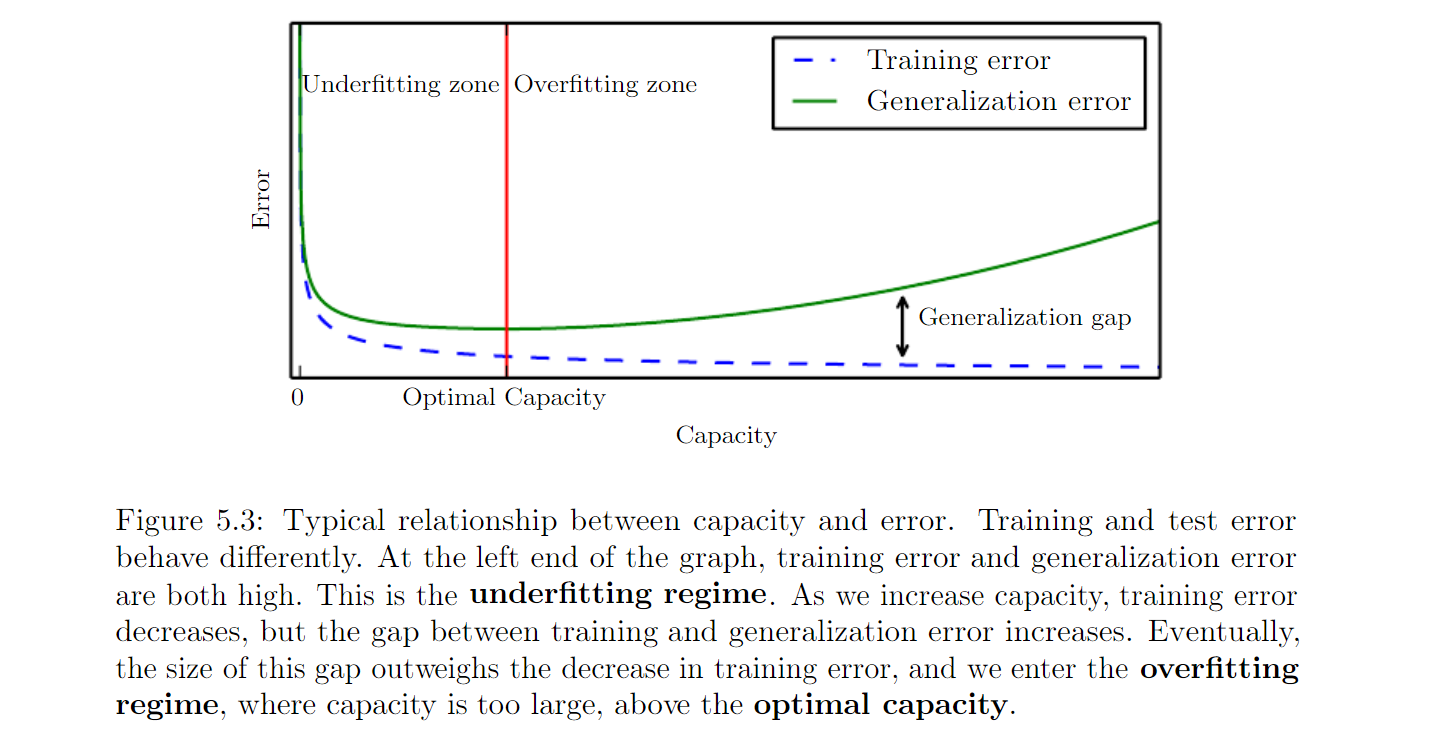 Underfitting zone
Overfitting zone
Training error
Generalization error
Error
Generalization gap
0
Optimal Capacity
Capacity
Figure 5.3: Typical relationship between capacity and error. Training and test error
behave differently. At the left end of the graph, training error and generalization error
are both high. This is the underfitting regime. As we increase capacity, training error
decreases, but the gap between training and generalization error increases. Eventually,
the size of this gap outweighs the decrease in training error, and we enter the overfitting
regime, where capacity is too large, above the optimal capacity.